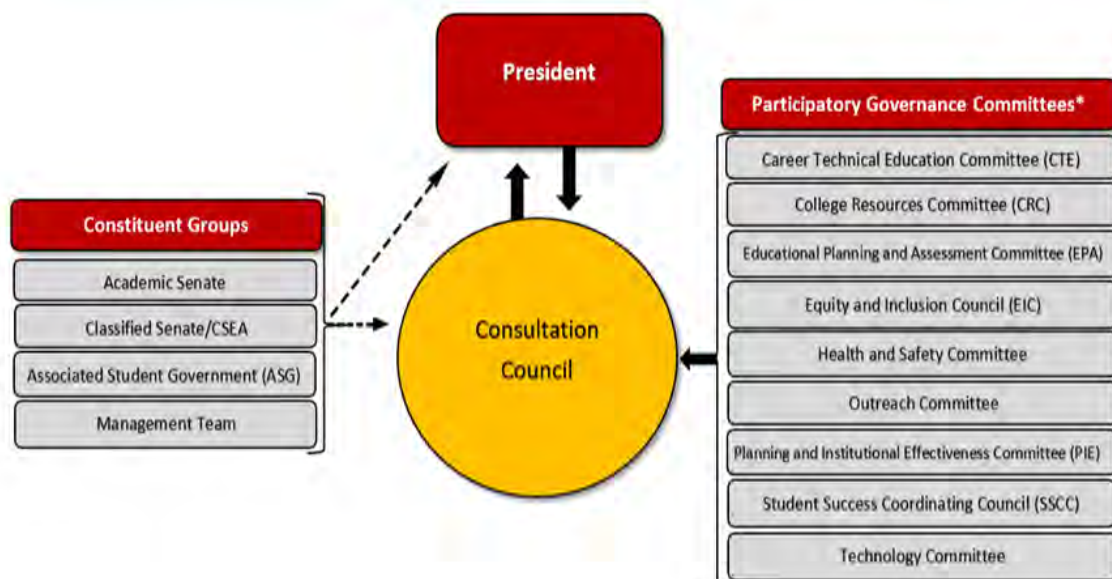 President
Constituent Groups
Academic Senate
Classified Senate/CSEA
Associated Student Government (ASG)
Management Team
Consultation
Council
Participatory Governance Committees*
Career Technical Education Committee (CTE)
College Resources Committee (CRC)
Educational Planning and Assessment Committee (EPA)
Equity and Inclusion Council (EIC)
Health and Safety Committee
Outreach Committee
Planning and Institutional Effectiveness Committee (PIE)
Student Success Coordinating Council (SSCC)
Technology Committee